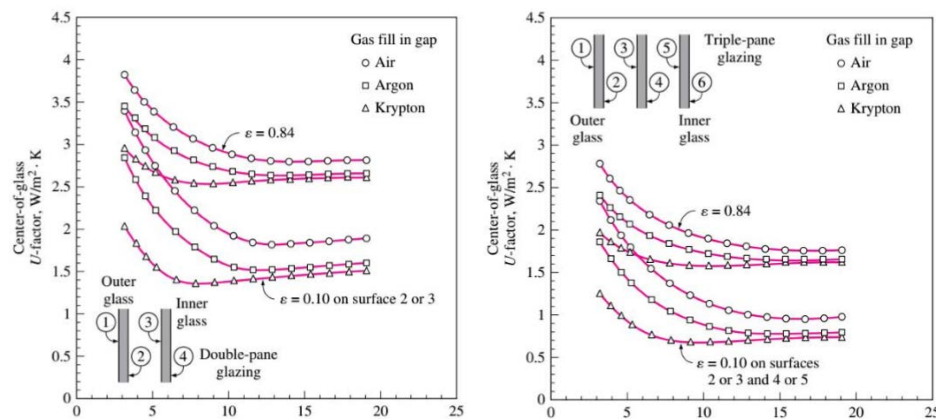 4.5
4
3.5
3
2.5
2
1.5
1
0.5
0
0
5
10
15
20
25
Center-of-glass
U-factor, W/m² · K
Gas fill in gap
Air
Argon
Krypton
ε = 0.84
ε = 0.10 on surface 2 or 3
Outer
glass
Inner
glass
1
2
3
4
Double-pane
glazing
4.5
4
3.5
3
2.5
2
1.5
1
0.5
0
0
5
10
15
20
25
Center-of-glass
U-factor, W/m² · K
1
2
3
4
5
6
Triple-pane
glazing
Outer
glass
Inner
glass
Gas fill in gap
Air
Argon
Krypton
ε = 0.84
ε = 0.10 on surfaces
2 or 3 and 4 or 5